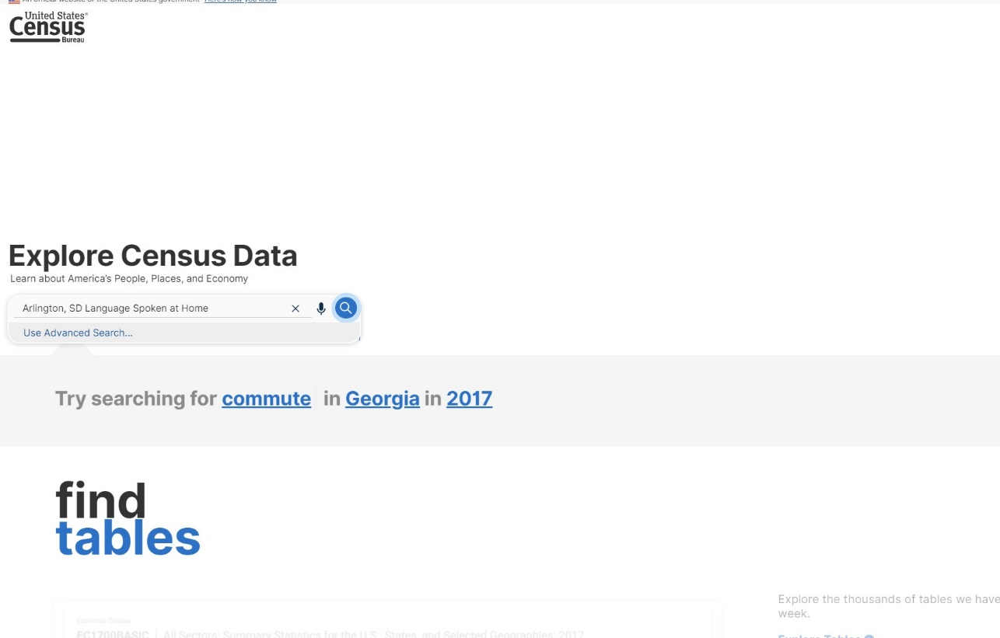 An official website of the United States government Here's how you know
United States®
Census
Bureau
Explore Census Data
Learn about America's People, Places, and Economy
Arlington, SD Language Spoken at Home
Use Advanced Search...
Try searching for commute in Georgia in 2017
find
tables
Explore the thousands of tables we have
week.
Economic Census
EC1700BASIC | All Sectors: Summary Statistics for the U.S., States, and Selected Geographies: 2017
Explore Tables